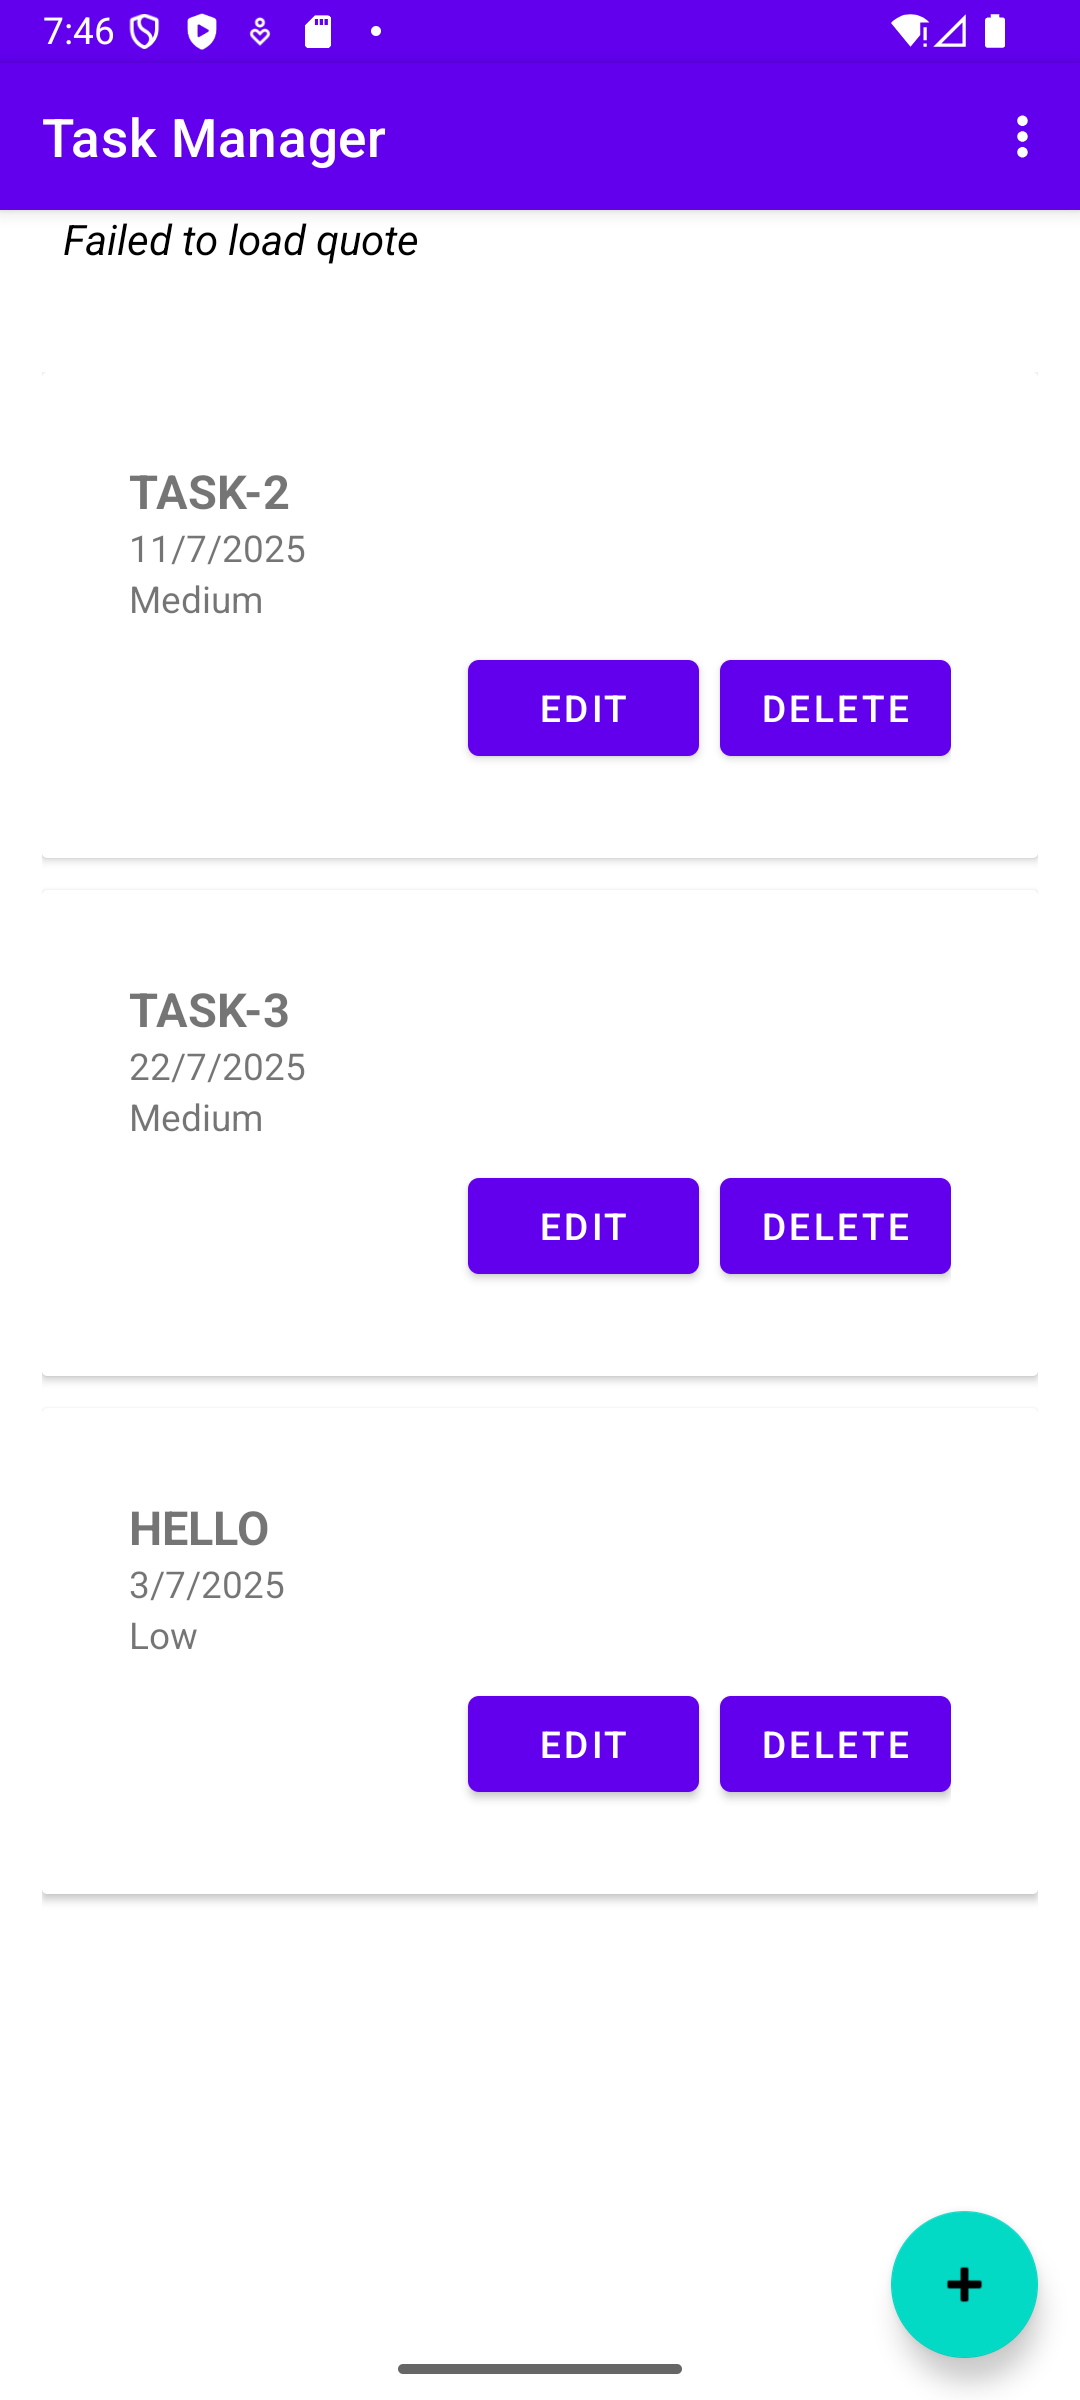 7:46
Task Manager
Failed to load quote
TASK-2
11/7/2025
Medium
EDIT DELETE
TASK-3
22/7/2025
Medium
EDIT DELETE
HELLO
3/7/2025
Low
EDIT DELETE